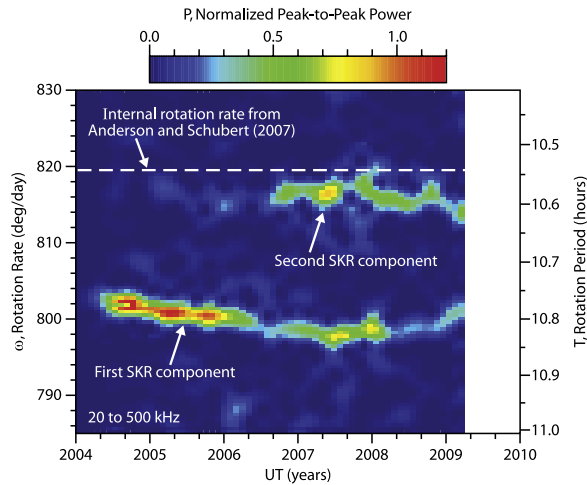 P, Normalized Peak-to-Peak Power
0.0 0.5 1.0
830
820
810
800
790
ω, Rotation Rate (deg/day)
Internal rotation rate from
Anderson and Schubert (2007)
Second SKR component
First SKR component
20 to 500 kHz
10.5
10.6
10.7
10.8
10.9
11.0
T, Rotation Period (hours)
2004 2005 2006 2007 2008 2009 2010
UT (years)